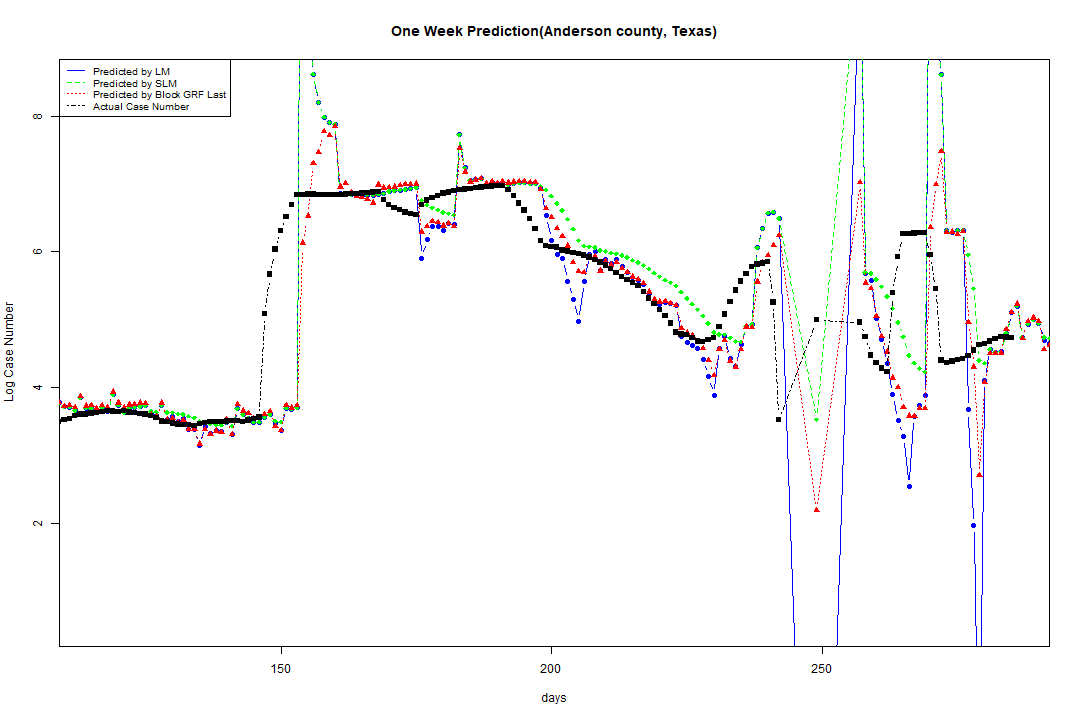 One Week Prediction(Anderson county, Texas)
Predicted by LM
Predicted by SLM
Predicted by Block GRF Last
Actual Case Number
8
6
4
2
Log Case Number
150
200
250
days